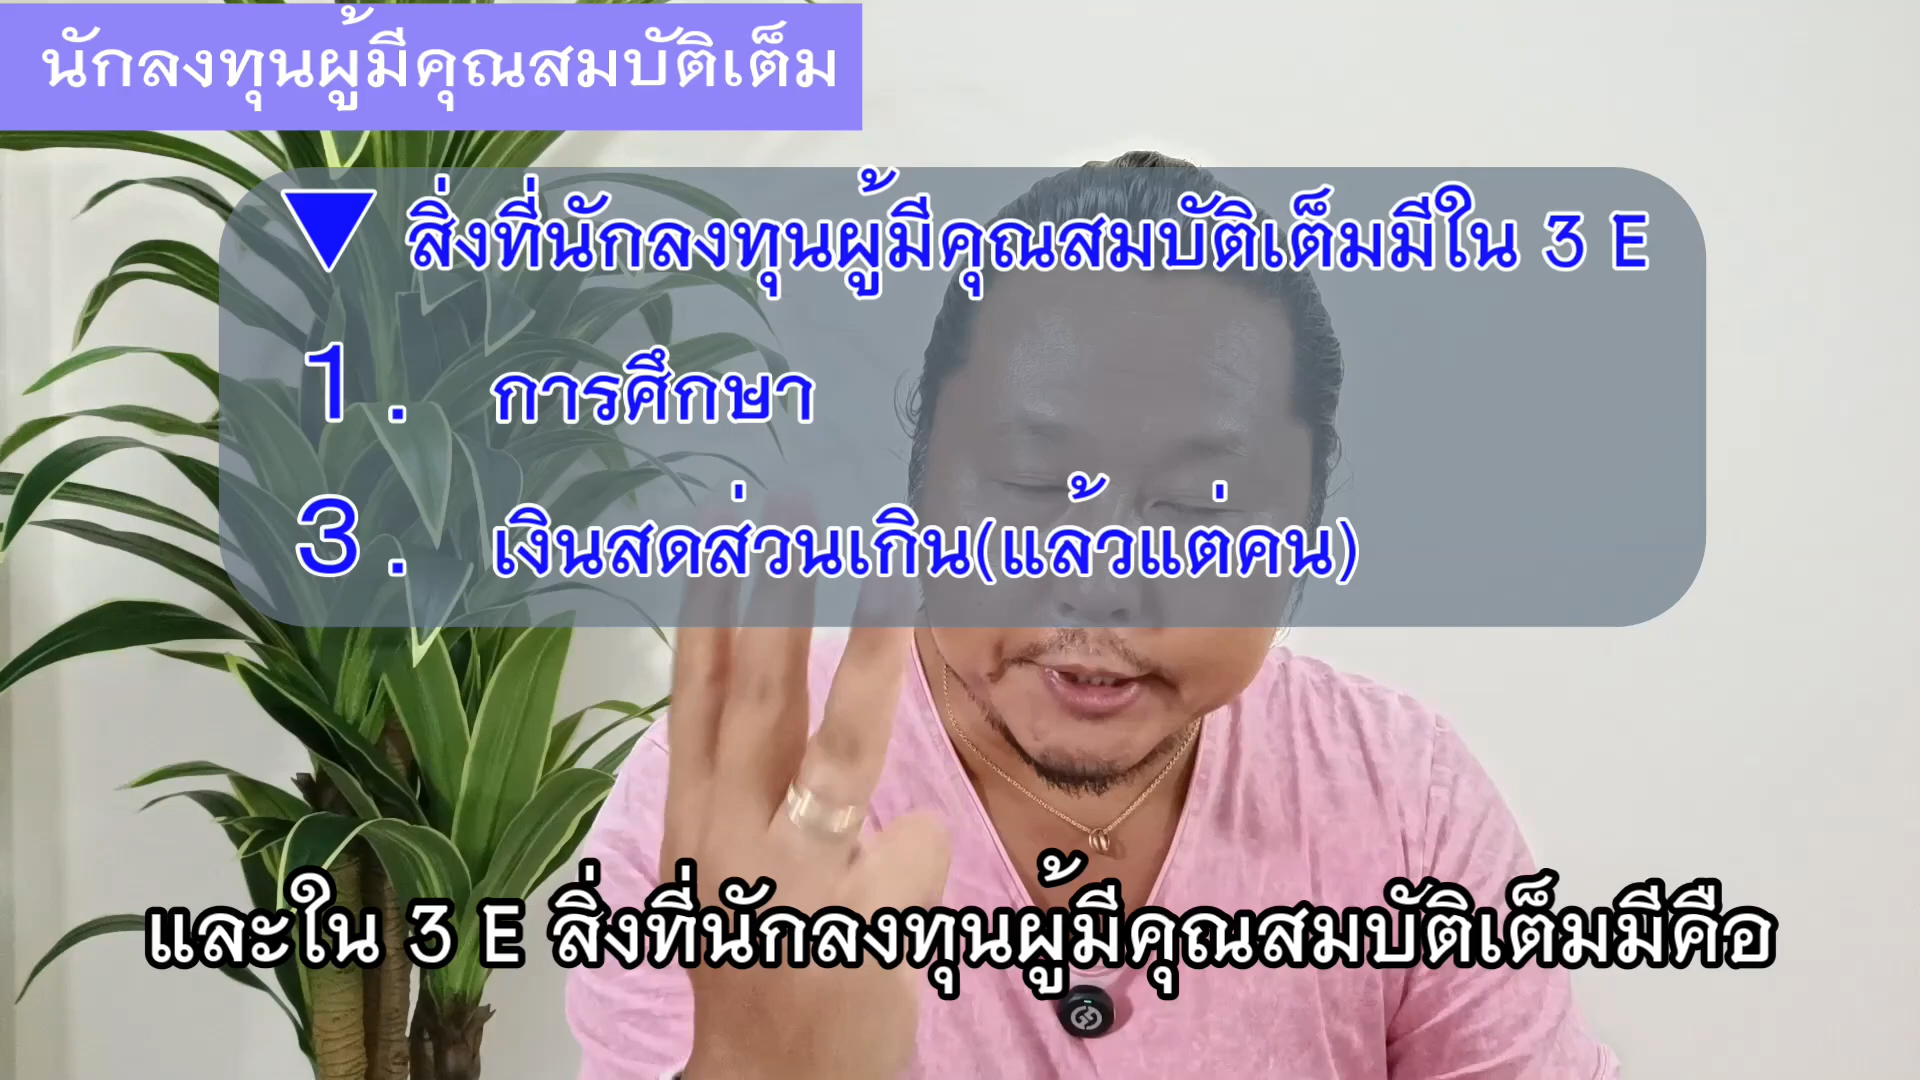 นักลงทุนผู้มีคุณสมบัติเต็ม
▼ สิ่งที่นักลงทุนผู้มีคุณสมบัติเต็มมีใน 3 E
1. การศึกษา
3. เงินสดส่วนเกิน(แล้วแต่คน)
และใน 3 E สิ่งที่นักลงทุนผู้มีคุณสมบัติเต็มมีคือ